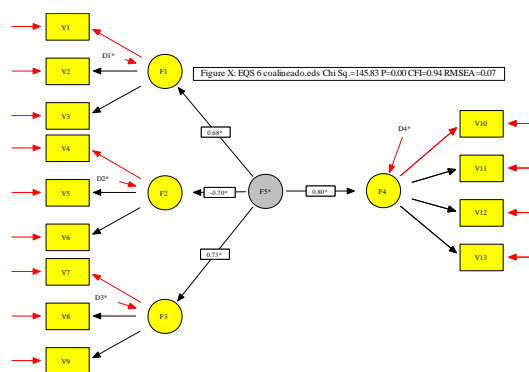 V1
D1*
V2
F1
Figure X: EQS 6 coalineado.eds Chi Sq.=145.83 P=0.00 CFI=0.94 RMSEA=0.07
V3
0.68*
D4*
V10
V4
V11
D2*
V5
F2
-0.70*
F5*
0.80*
F4
V12
V6
0.73*
V13
V7
D3*
V8
F3
V9